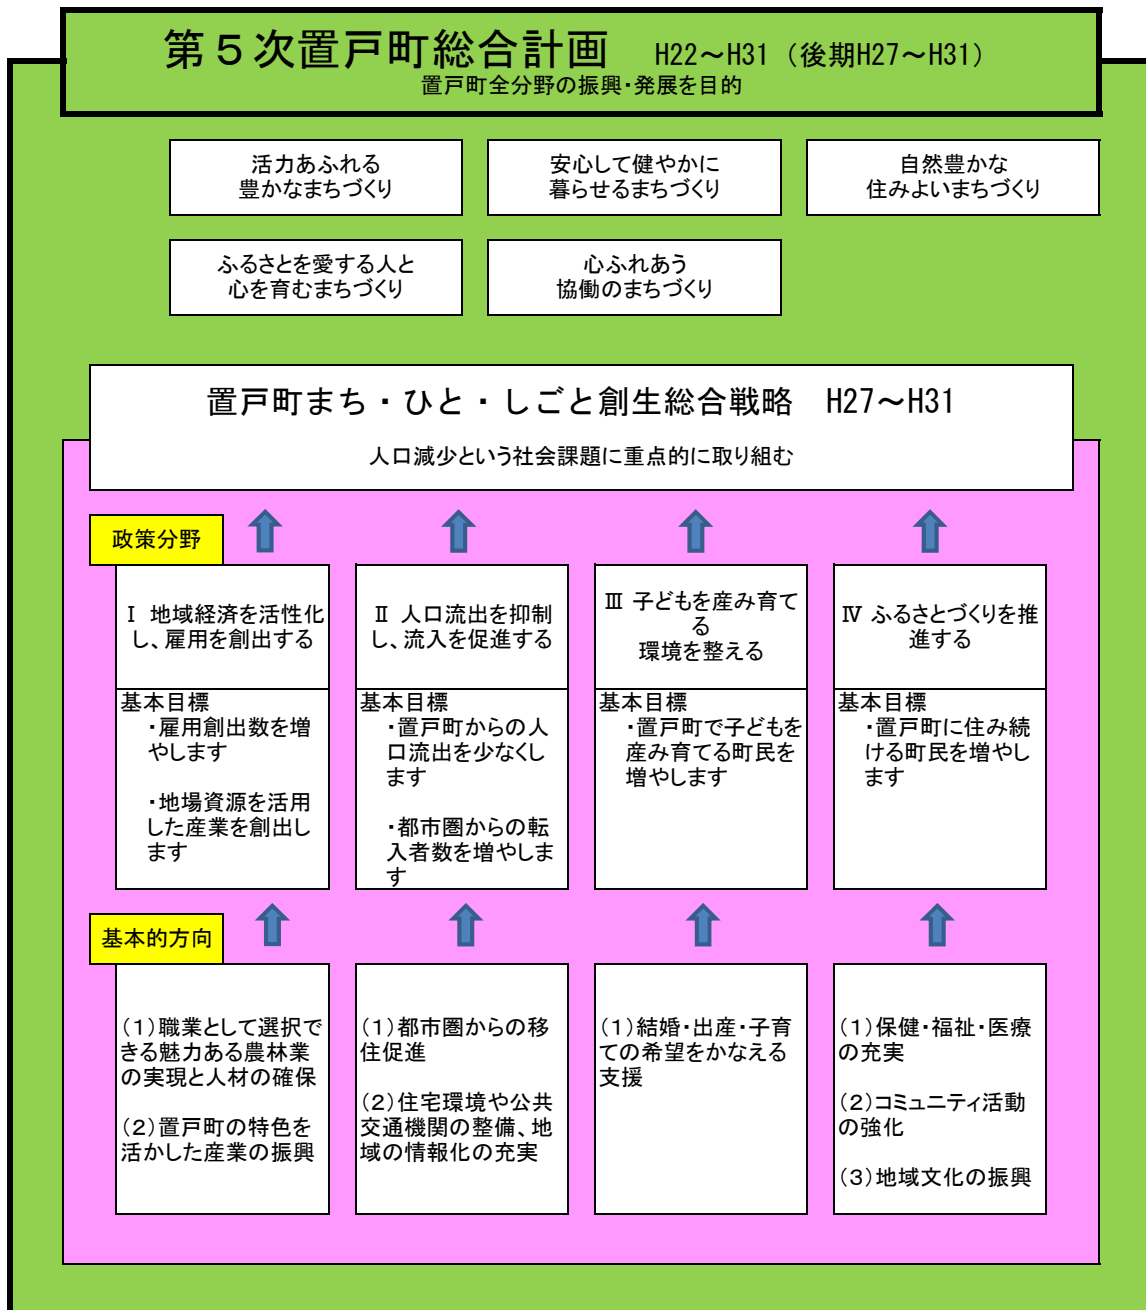 第５次置戸町総合計画　H22～H31（後期H27～H31）
置戸町全分野の振興・発展を目的
活力あふれる
豊かなまちづくり
安心して健やかに
暮らせるまちづくり
自然豊かな
住みよいまちづくり
ふるさとを愛する人と
心を育むまちづくり
心ふれあう
協働のまちづくり
置戸町まち・ひと・しごと創生総合戦略　H27～H31
人口減少という社会課題に重点的に取り組む
政策分野
Ⅰ 地域経済を活性化
し、雇用を創出する
基本目標
・雇用創出数を増
やします
・地場資源を活用
した産業を創出し
ます
Ⅱ 人口流出を抑制
し、流入を促進する
基本目標
・置戸町からの人
口流出を少なくし
ます
・都市圏からの転
入者数を増やしま
す
Ⅲ 子どもを産み育て
る
環境を整える
基本目標
・置戸町で子どもを
産み育てる町民を
増やします
Ⅳ ふるさとづくりを推
進する
基本目標
・置戸町に住み続
ける町民を増やし
ます
基本的方向
（１）職業として選択で
きる魅力ある農林業
の実現と人材の確保
（２）置戸町の特色を
活かした産業の振興
（１）都市圏からの移
住促進
（２）住宅環境や公共
交通機関の整備、地
域の情報化の充実
（１）結婚・出産・子育
ての希望をかなえる
支援
（１）保健・福祉・医療
の充実
（２）コミュニティ活動
の強化
（３）地域文化の振興